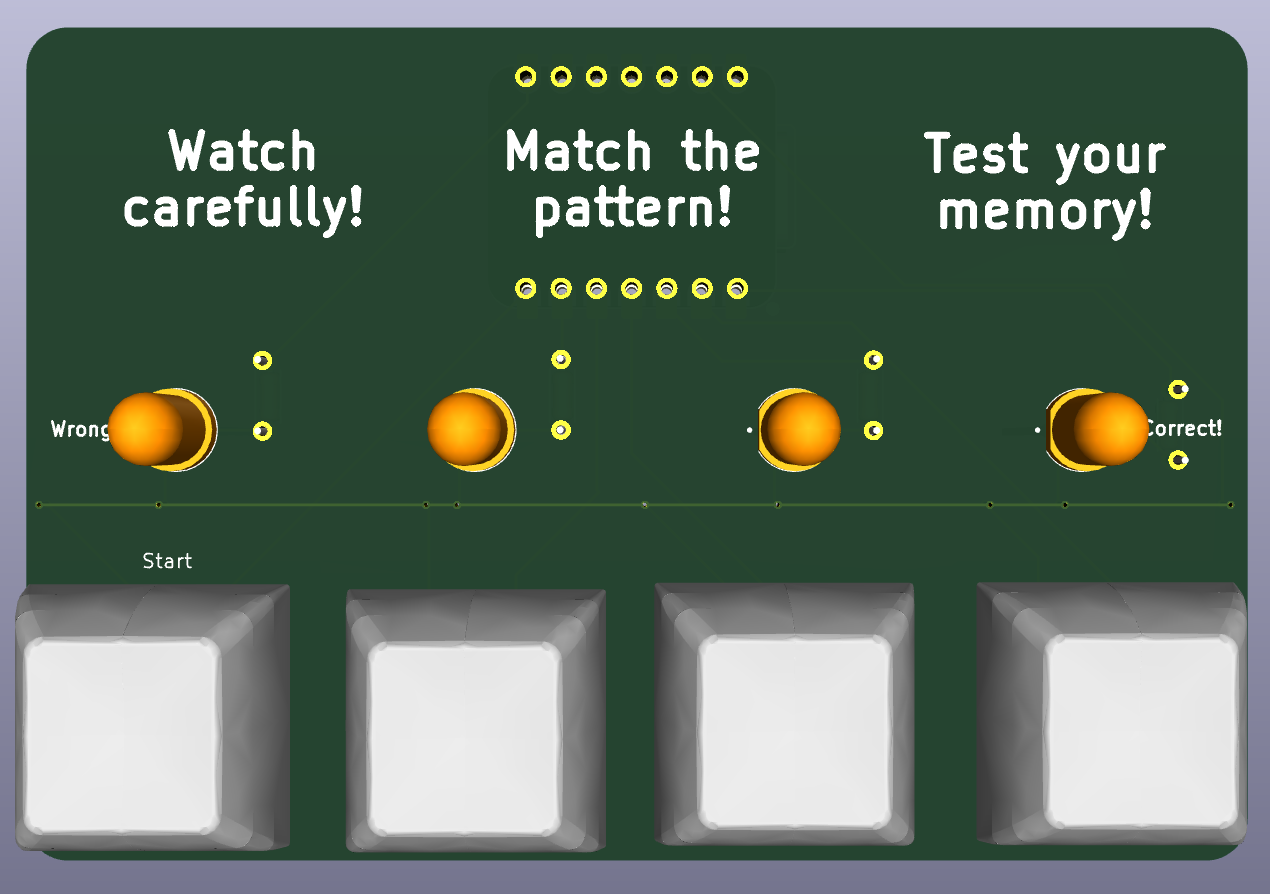 Watch
carefully!
Match the
pattern!
Test your
memory!
Wrong
Correct!
Start